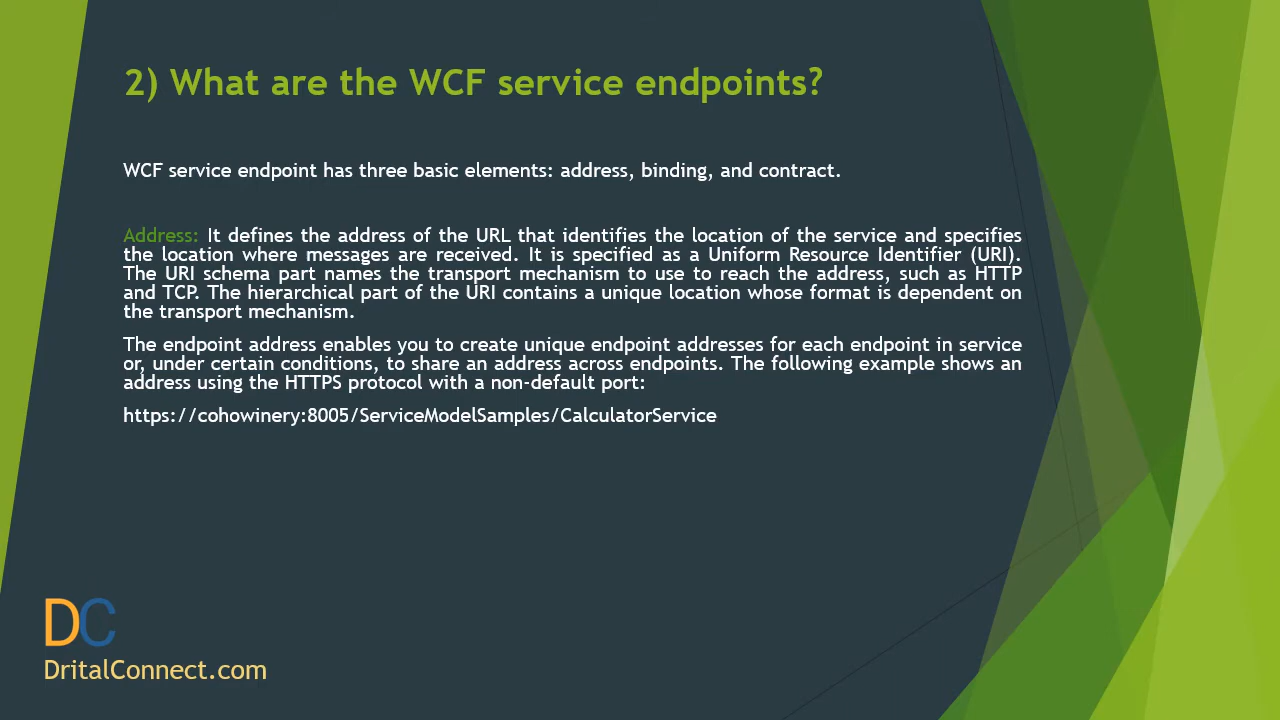 2) What are the WCF service endpoints?
WCF service endpoint has three basic elements: address, binding, and contract.
Address: It defines the address of the URL that identifies the location of the service and specifies
the location where messages are received. It is specified as a Uniform Resource Identifier (URI).
The URI schema part names the transport mechanism to use to reach the address, such as HTTP
and TCP. The hierarchical part of the URI contains a unique location whose format is dependent on
the transport mechanism.
The endpoint address enables you to create unique endpoint addresses for each endpoint in service
or, under certain conditions, to share an address across endpoints. The following example shows an
address using the HTTPS protocol with a non-default port:
https://cohowinery:8005/ServiceModelSamples/CalculatorService
DC
DritalConnect.com